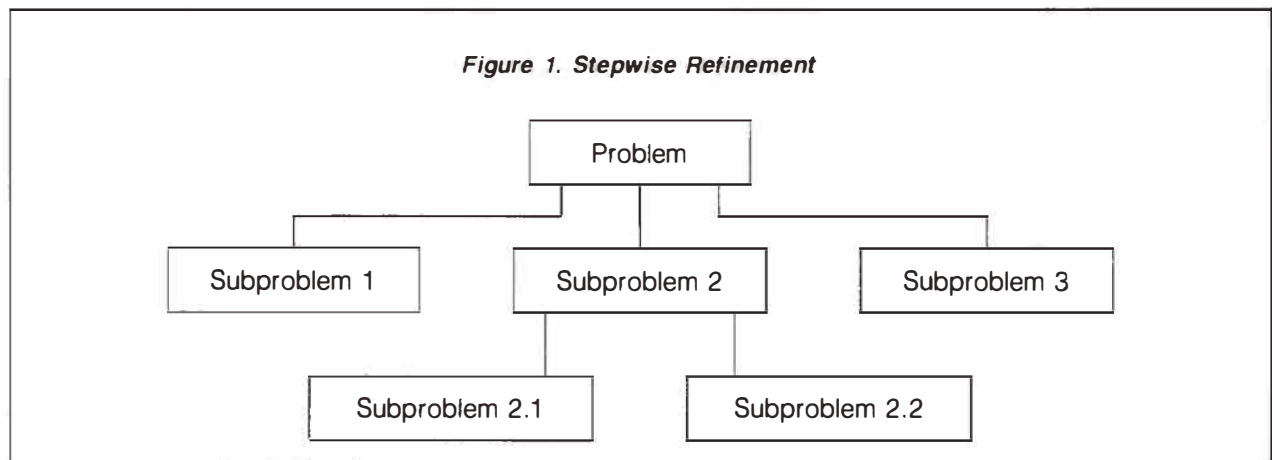 Figure 1. Stepwise Refinement
Problem
Subproblem 1
Subproblem 2
Subproblem 3
Subproblem 2.1
Subproblem 2.2